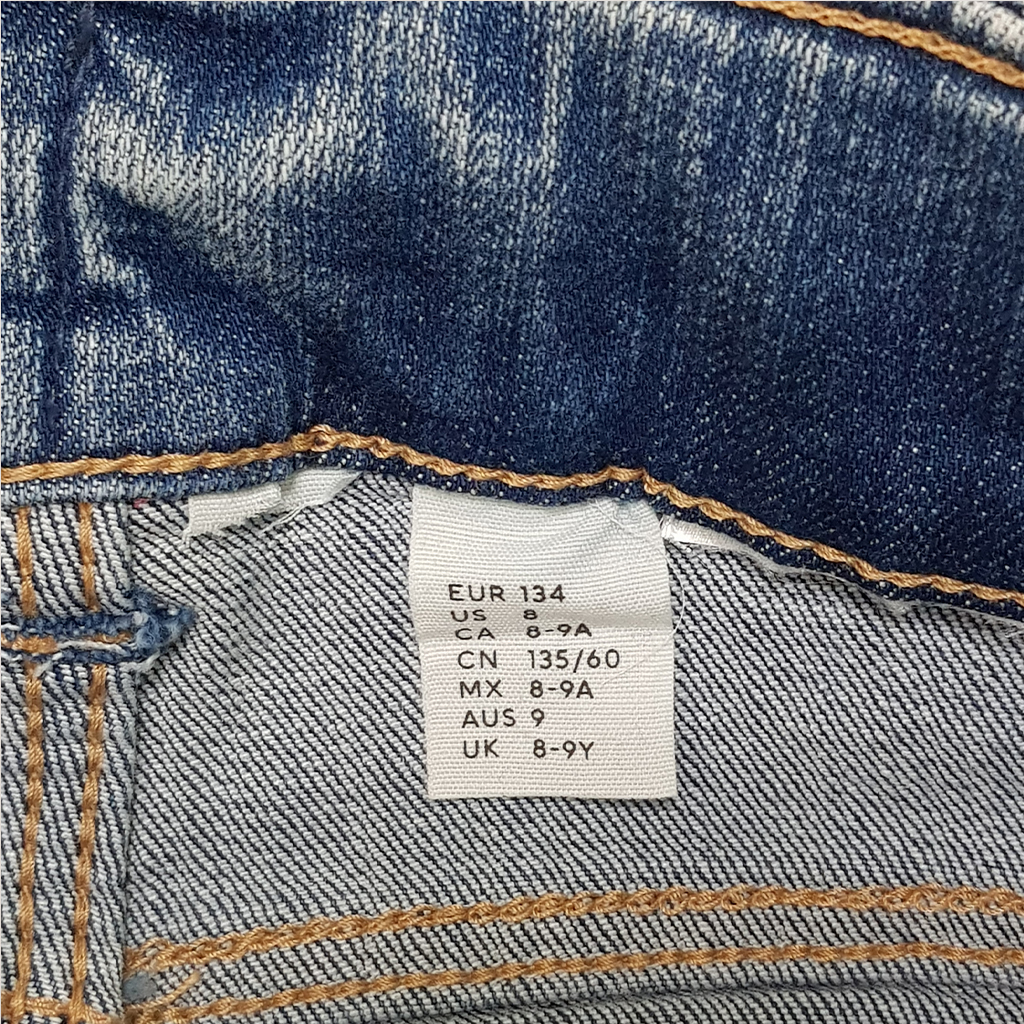 EUR 134
US 8
CA 8-9A
CN 135/60
MX 8-9A
AUS 9
UK 8-9Y